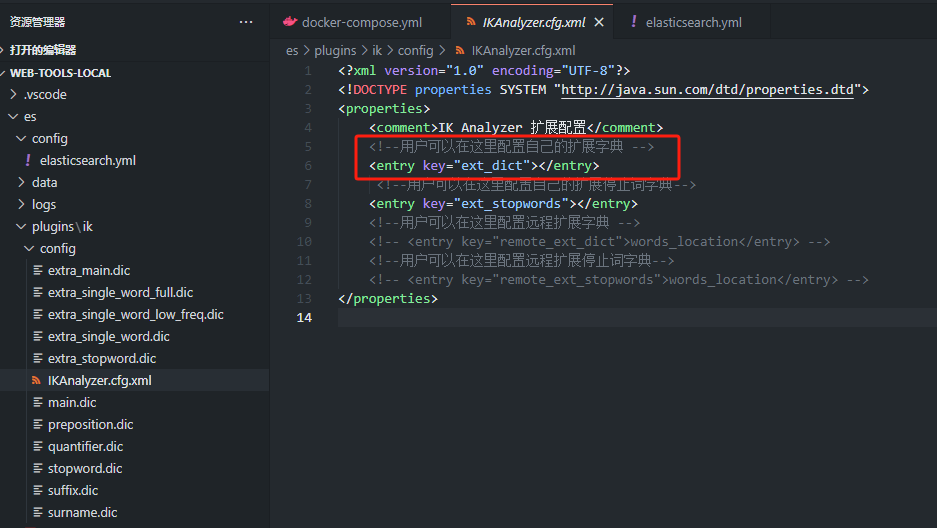 资源管理器
打开的编辑器
WEB-TOOLS-LOCAL
.vscode
es
config
! elasticsearch.yml
data
logs
plugins\ik
config
extra_main.dic
extra_single_word_full.dic
extra_single_word_low_freq.dic
extra_single_word.dic
extra_stopword.dic
IKAnalyzer.cfg.xml
main.dic
preposition.dic
quantifier.dic
stopword.dic
suffix.dic
surname.dic
docker-compose.yml IKAnalyzer.cfg.xml ! elasticsearch.yml
es > plugins > ik > config > IKAnalyzer.cfg.xml
1 <?xml version="1.0" encoding="UTF-8"?>
2 <!DOCTYPE properties SYSTEM "http://java.sun.com/dtd/properties.dtd">
3 <properties>
4 <comment>IK Analyzer 扩展配置</comment>
5 <!--用户可以在这里配置自己的扩展字典 -->
6 <entry key="ext_dict"></entry>
7 <!--用户可以在这里配置自己的扩展停止词字典-->
8 <entry key="ext_stopwords"></entry>
9 <!--用户可以在这里配置远程扩展字典 -->
10 <!-- <entry key="remote_ext_dict">words_location</entry> -->
11 <!--用户可以在这里配置远程扩展停止词字典-->
12 <!-- <entry key="remote_ext_stopwords">words_location</entry> -->
13 </properties>
14